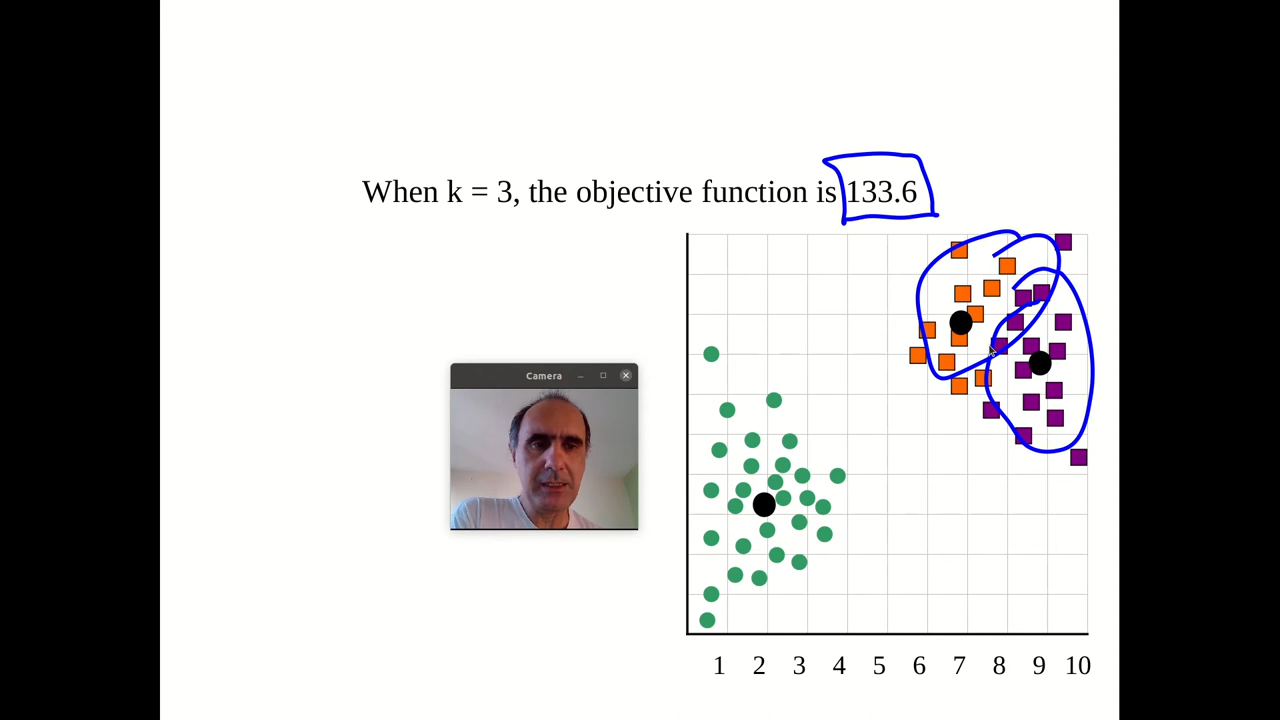 When k = 3, the objective function is 133.6
Camera
1 2 3 4 5 6 7 8 9 10